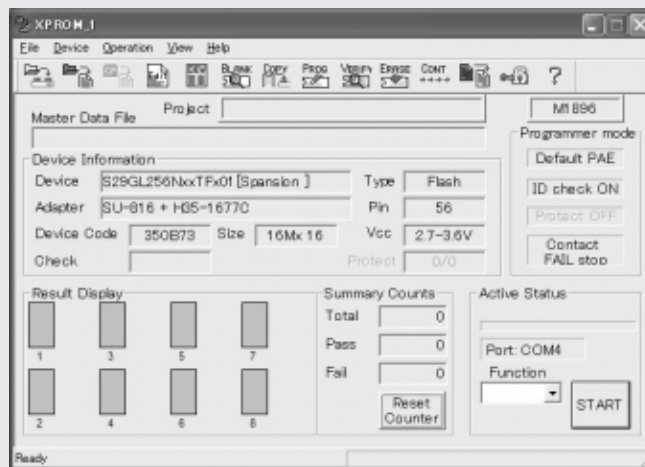 XPROM_1
File Device Operation View Help
DEV BLANK COPY PROG VERIFY ERASE CONT ?
Project
M1896
Master Data File
Programmer mode
Default PAE
ID check ON
Protect OFF
Contact
FAIL stop
Device Information
Device S29GL256NxxTFx01 [Spansion ] Type Flash
Adapter SU-816 + H35-1677C Pin 56
Device Code 350B73 Size 16Mx 16 Vcc 2.7-3.6V
Check Protect 0/0
Result Display
1 3 5 7
2 4 6 8
Summary Counts
Total 0
Pass 0
Fail 0
Reset
Counter
Active Status
Port: COM4
Function
START
Ready